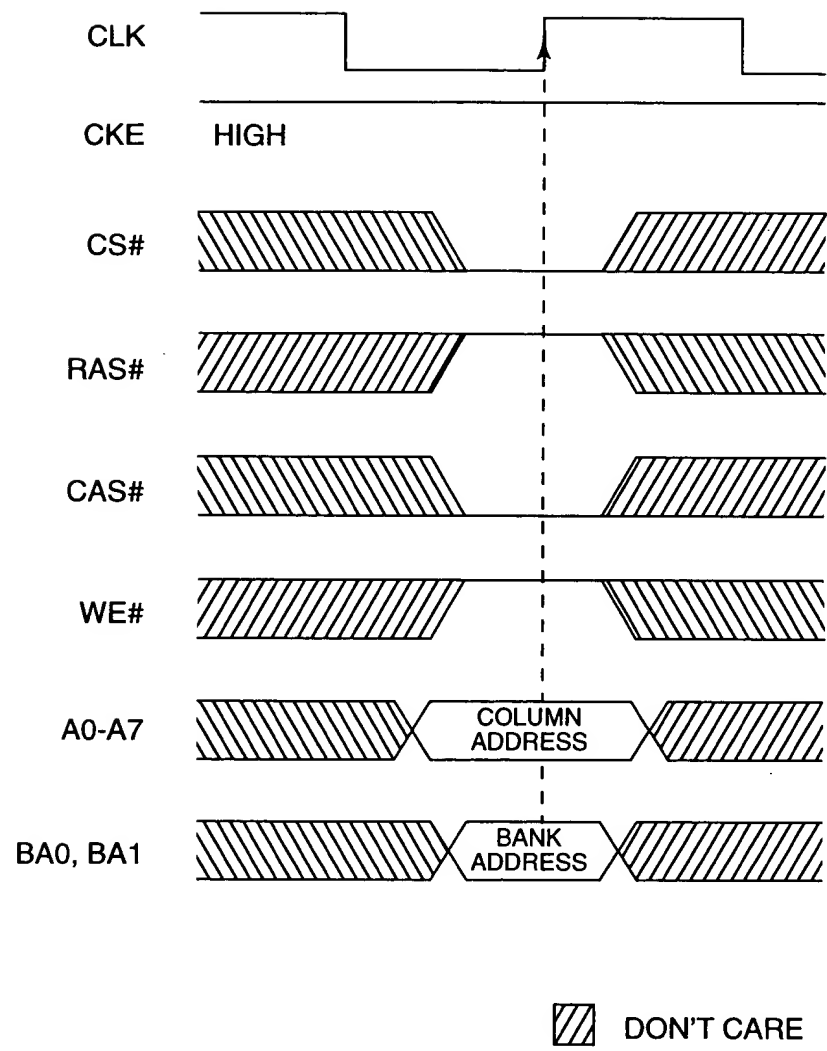 CLK
CKE HIGH
CS#
RAS#
CAS#
WE#
A0-A7 COLUMN ADDRESS
BA0, BA1 BANK ADDRESS
DON'T CARE